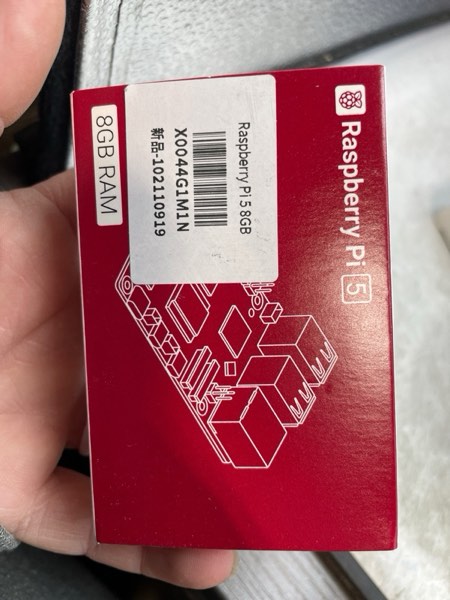 Raspberry Pi 5
Raspberry Pi 5 8GB
X0044G1M1N
新品-102110919
8GB RAM